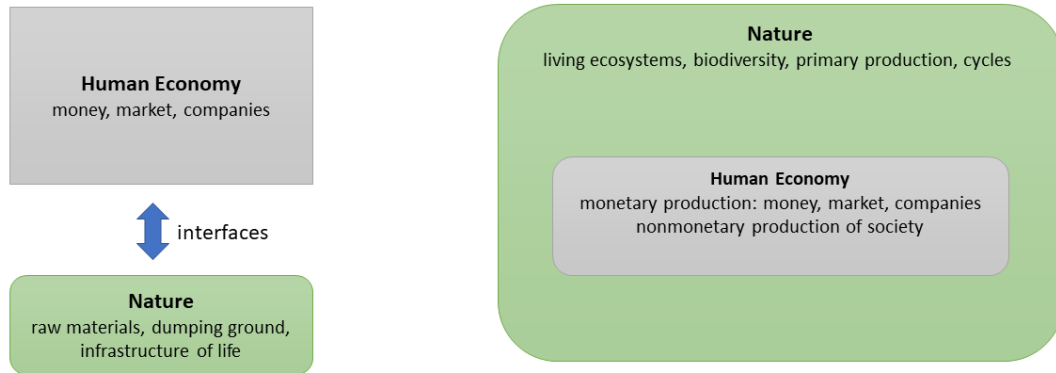 Human Economy
money, market, companies
interfaces
Nature
raw materials, dumping ground,
infrastructure of life
Nature
living ecosystems, biodiversity, primary production, cycles
Human Economy
monetary production: money, market, companies
nonmonetary production of society